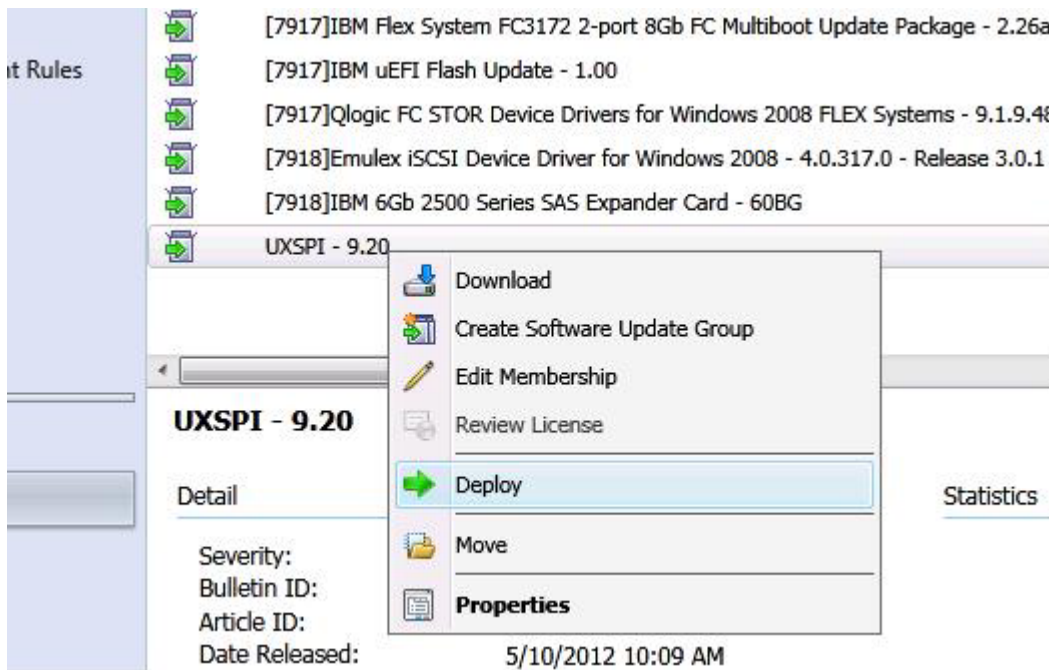 [7917]IBM Flex System FC3172 2-port 8Gb FC Multiboot Update Package - 2.26a
nt Rules
[7917]IBM uEFI Flash Update - 1.00
[7917]Qlogic FC STOR Device Drivers for Windows 2008 FLEX Systems - 9.1.9.48
[7918]Emulex iSCSI Device Driver for Windows 2008 - 4.0.317.0 - Release 3.0.1
[7918]IBM 6Gb 2500 Series SAS Expander Card - 60BG
UXSPI - 9.20
Download
Create Software Update Group
Edit Membership
UXSPI - 9.20
Review License
Detail
Deploy
Statistics
Move
Severity:
Bulletin ID:
Properties
Article ID:
Date Released:
5/10/2012 10:09 AM